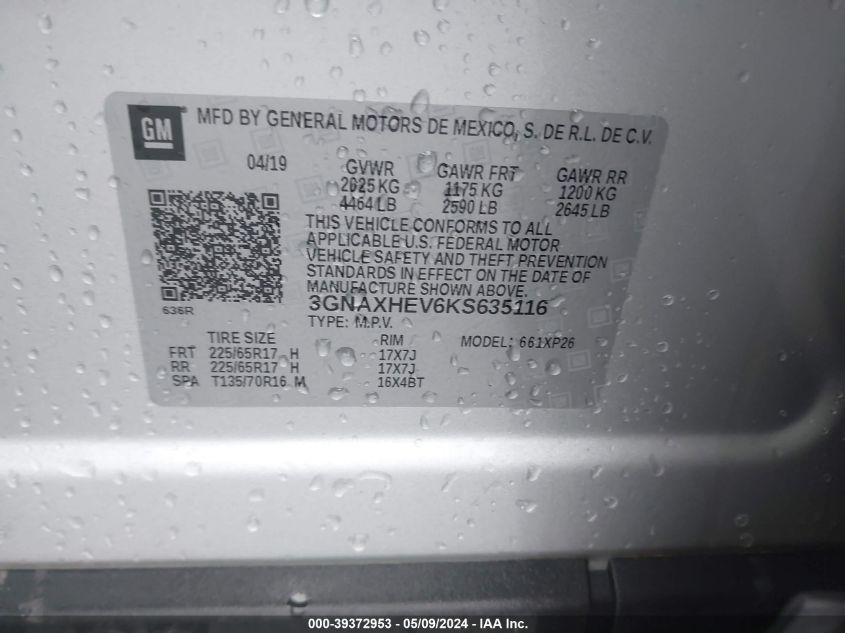 GM
MFD BY GENERAL MOTORS DE MEXICO, S. DE R.L. DE C.V.
04/19
GVWR GAWR FRT GAWR RR
2025 KG 1175 KG 1200 KG
4464 LB 2590 LB 2645 LB
THIS VEHICLE CONFORMS TO ALL
APPLICABLE U.S. FEDERAL MOTOR
VEHICLE SAFETY AND THEFT PREVENTION
STANDARDS IN EFFECT ON THE DATE OF
MANUFACTURE SHOWN ABOVE.
3GNAXHEV6KS635116
636R
TYPE: M.P.V.
TIRE SIZE RIM MODEL: 661XP26
FRT 225/65R17 H 17X7J
RR 225/65R17 H 17X7J
SPA T135/70R16 M 16X4BT
000-39372953 - 05/09/2024 - IAA Inc.